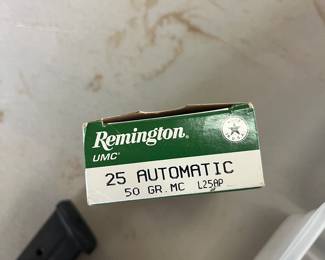 Remington®
UMC®
25 AUTOMATIC
50 GR. MC L25AP